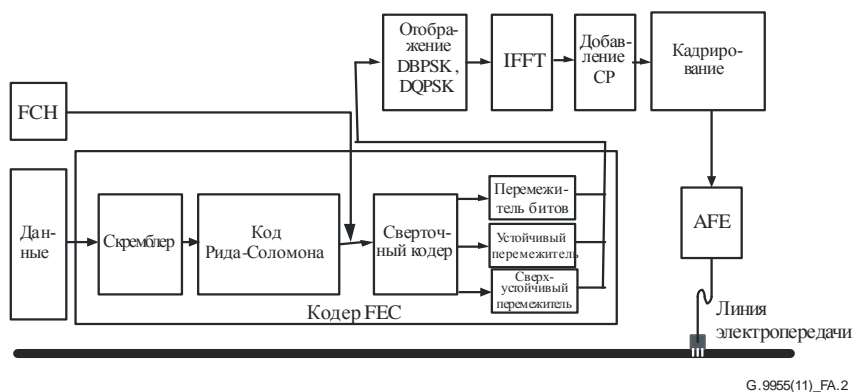 Отобра-
жение
DBPSK ,
DQPSK
IFFT
Добав-
ление
CP
Кадриро-
вание
FCH
Дан-
ные
Скремблер
Код
Рида-Соломона
Сверточ-
ный кодер
Перемежи-
тель битов
Устойчивый
перемежитель
Сверх-
устойчивый
перемежитель
Кодер FEC
AFE
Линия
электропередачи
G.9955(11)_FA.2